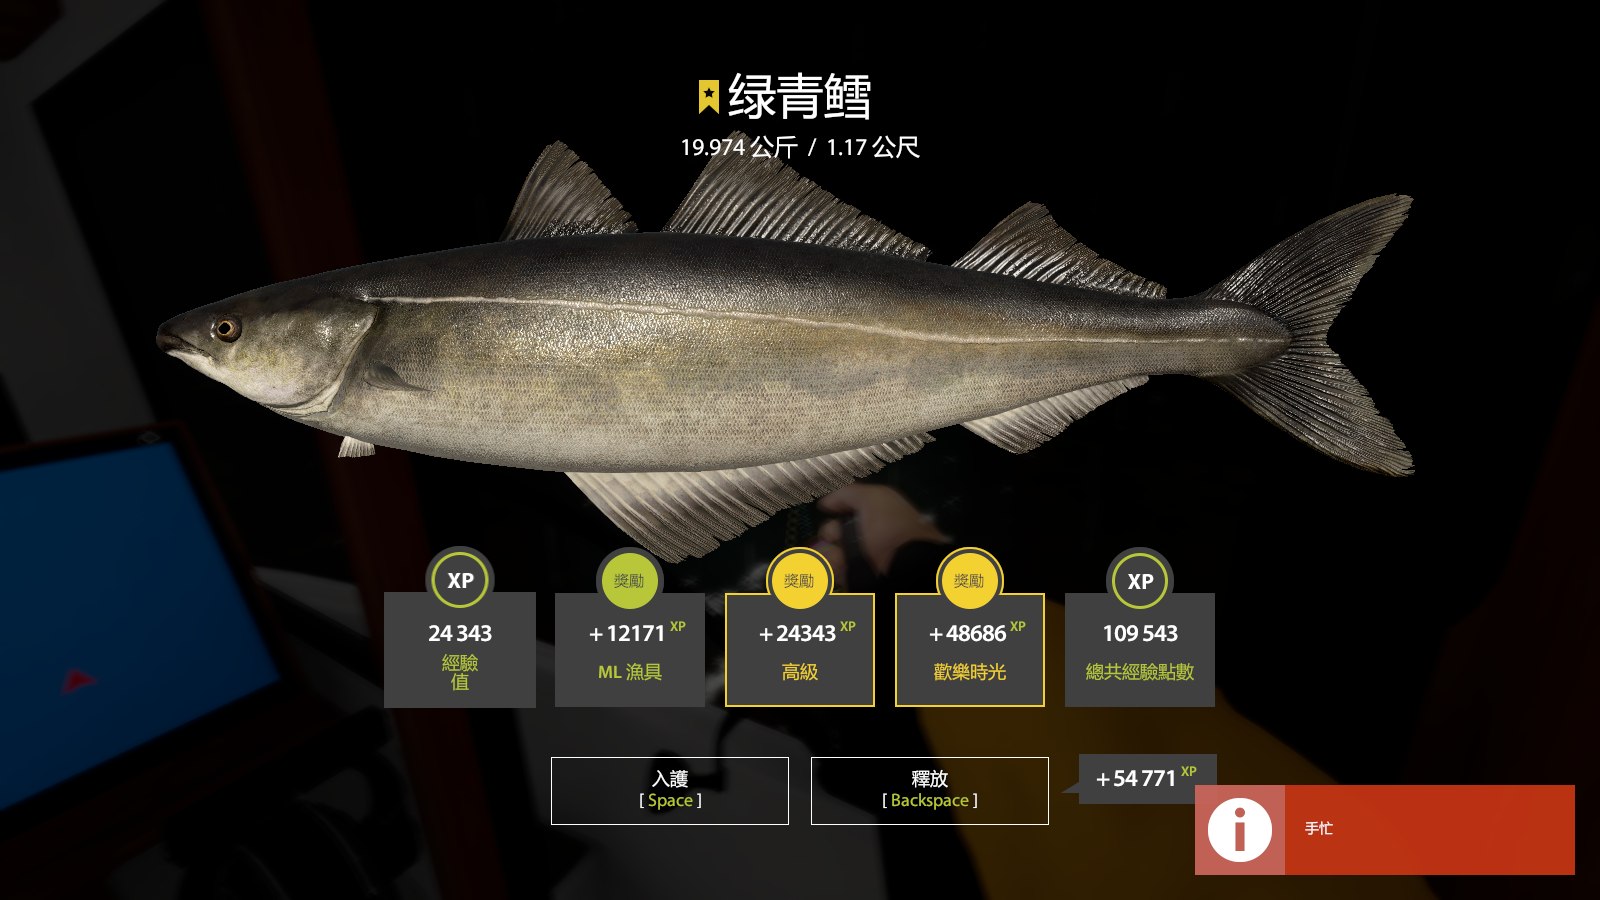 绿青鳕
19.974 公斤 / 1.17 公尺
XP
獎勵
獎勵
獎勵
XP
24 343
+12171 XP
+24343 XP
+48686 XP
109 543
經驗
值
ML 漁具
高級
歡樂時光
總共經驗點數
入護
[ Space ]
釋放
[ Backspace ]
+54 771 XP
手忙